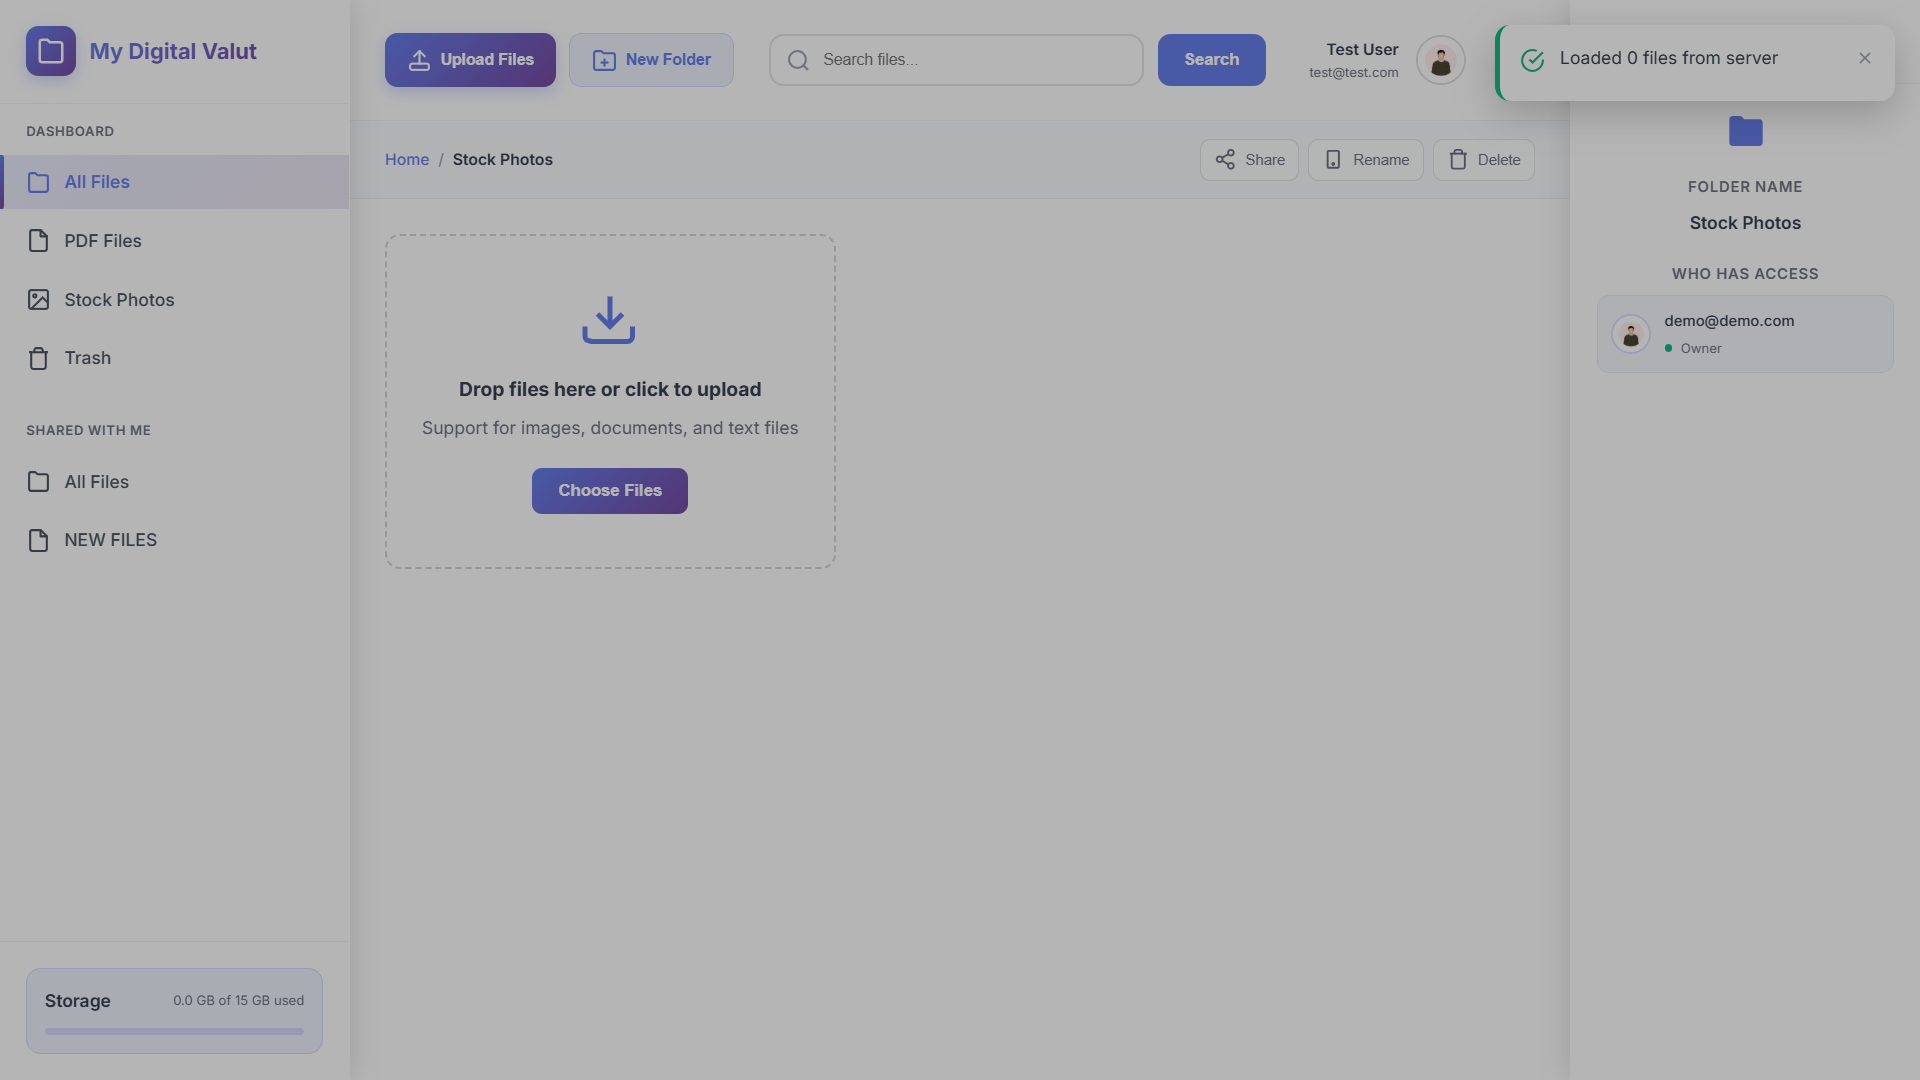 My Digital Valut
DASHBOARD
All Files
PDF Files
Stock Photos
Trash
SHARED WITH ME
All Files
NEW FILES
Storage
0.0 GB of 15 GB used
Upload Files
New Folder
Search files...
Search
Test User
test@test.com
Loaded 0 files from server
Home / Stock Photos
Share
Rename
Delete
Drop files here or click to upload
Support for images, documents, and text files
Choose Files
FOLDER NAME
Stock Photos
WHO HAS ACCESS
demo@demo.com
Owner